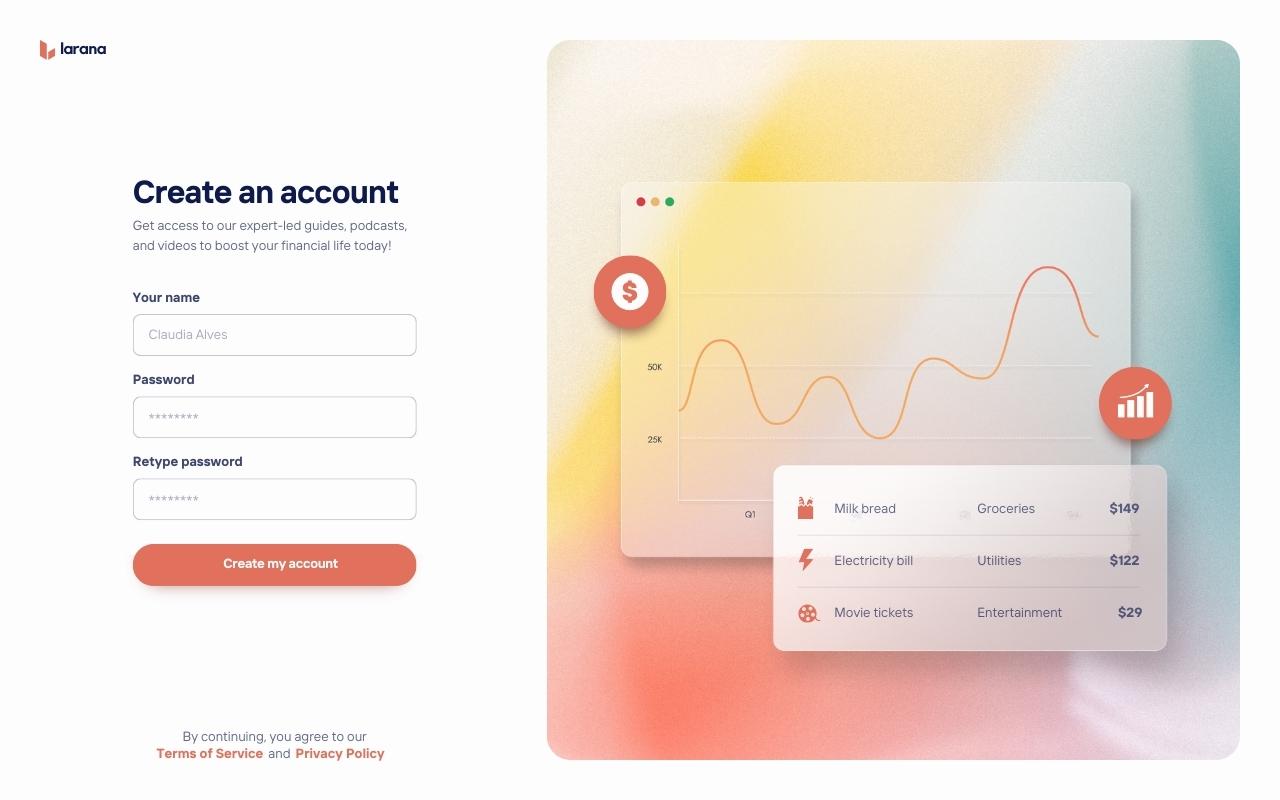 larana
Create an account
Get access to our expert-led guides, podcasts,
and videos to boost your financial life today!
Your name
Claudia Alves
Password
********
Retype password
********
Create my account
By continuing, you agree to our
Terms of Service and Privacy Policy
$
50K
25K
Q1
Milk bread Groceries $149
Electricity bill Utilities $122
Movie tickets Entertainment $29